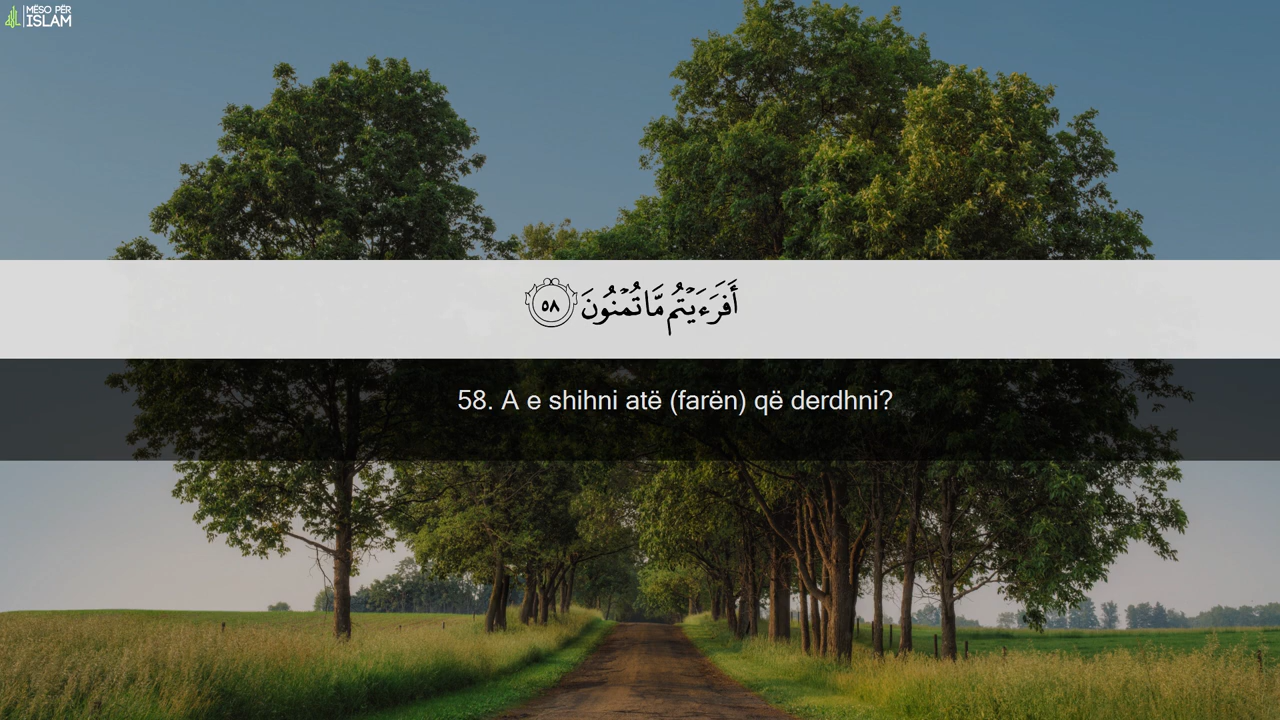 MËSO PËR
ISLAM
أَفَرَءَيْتُم مَّا تُمْنُونَ ٥٨
58. A e shihni atë (farën) që derdhni?